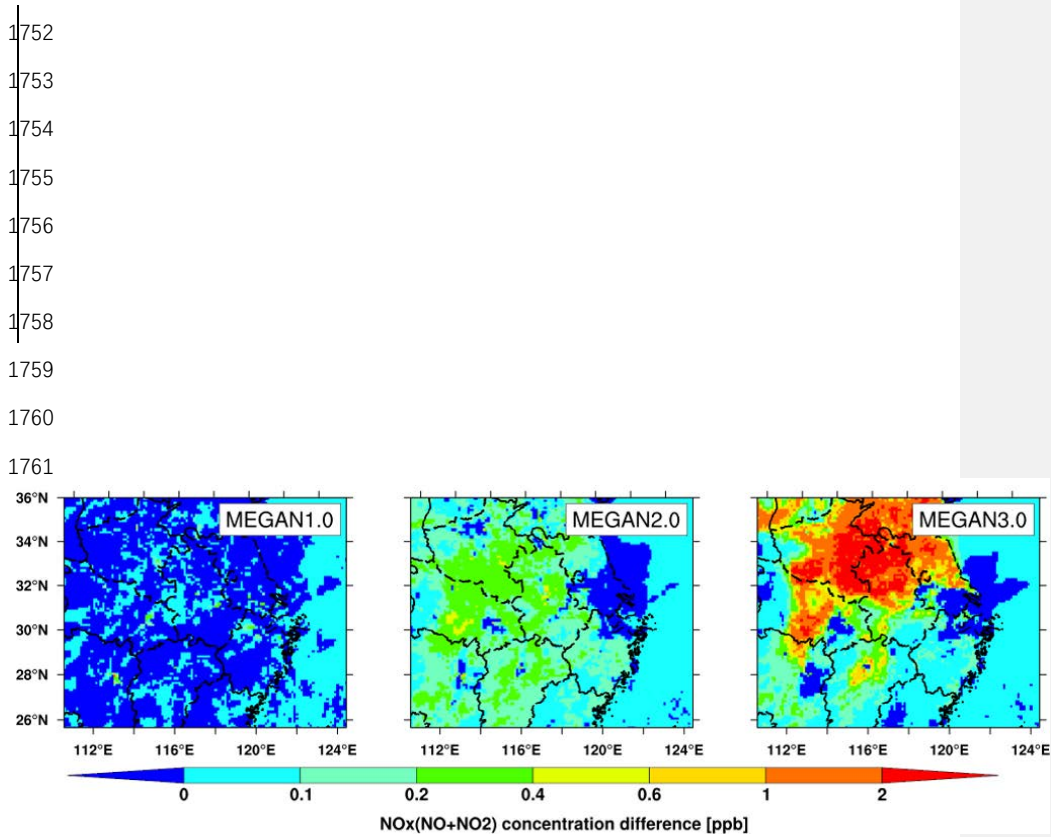 1752
1753
1754
1755
1756
1757
1758
1759
1760
1761
36°N
34°N
32°N
30°N
28°N
26°N
MEGAN1.0
MEGAN2.0
MEGAN3.0
112°E 116°E 120°E 124°E
112°E 116°E 120°E 124°E
112°E 116°E 120°E 124°E
0 0.1 0.2 0.4 0.6 1 2
NOx(NO+NO2) concentration difference [ppb]